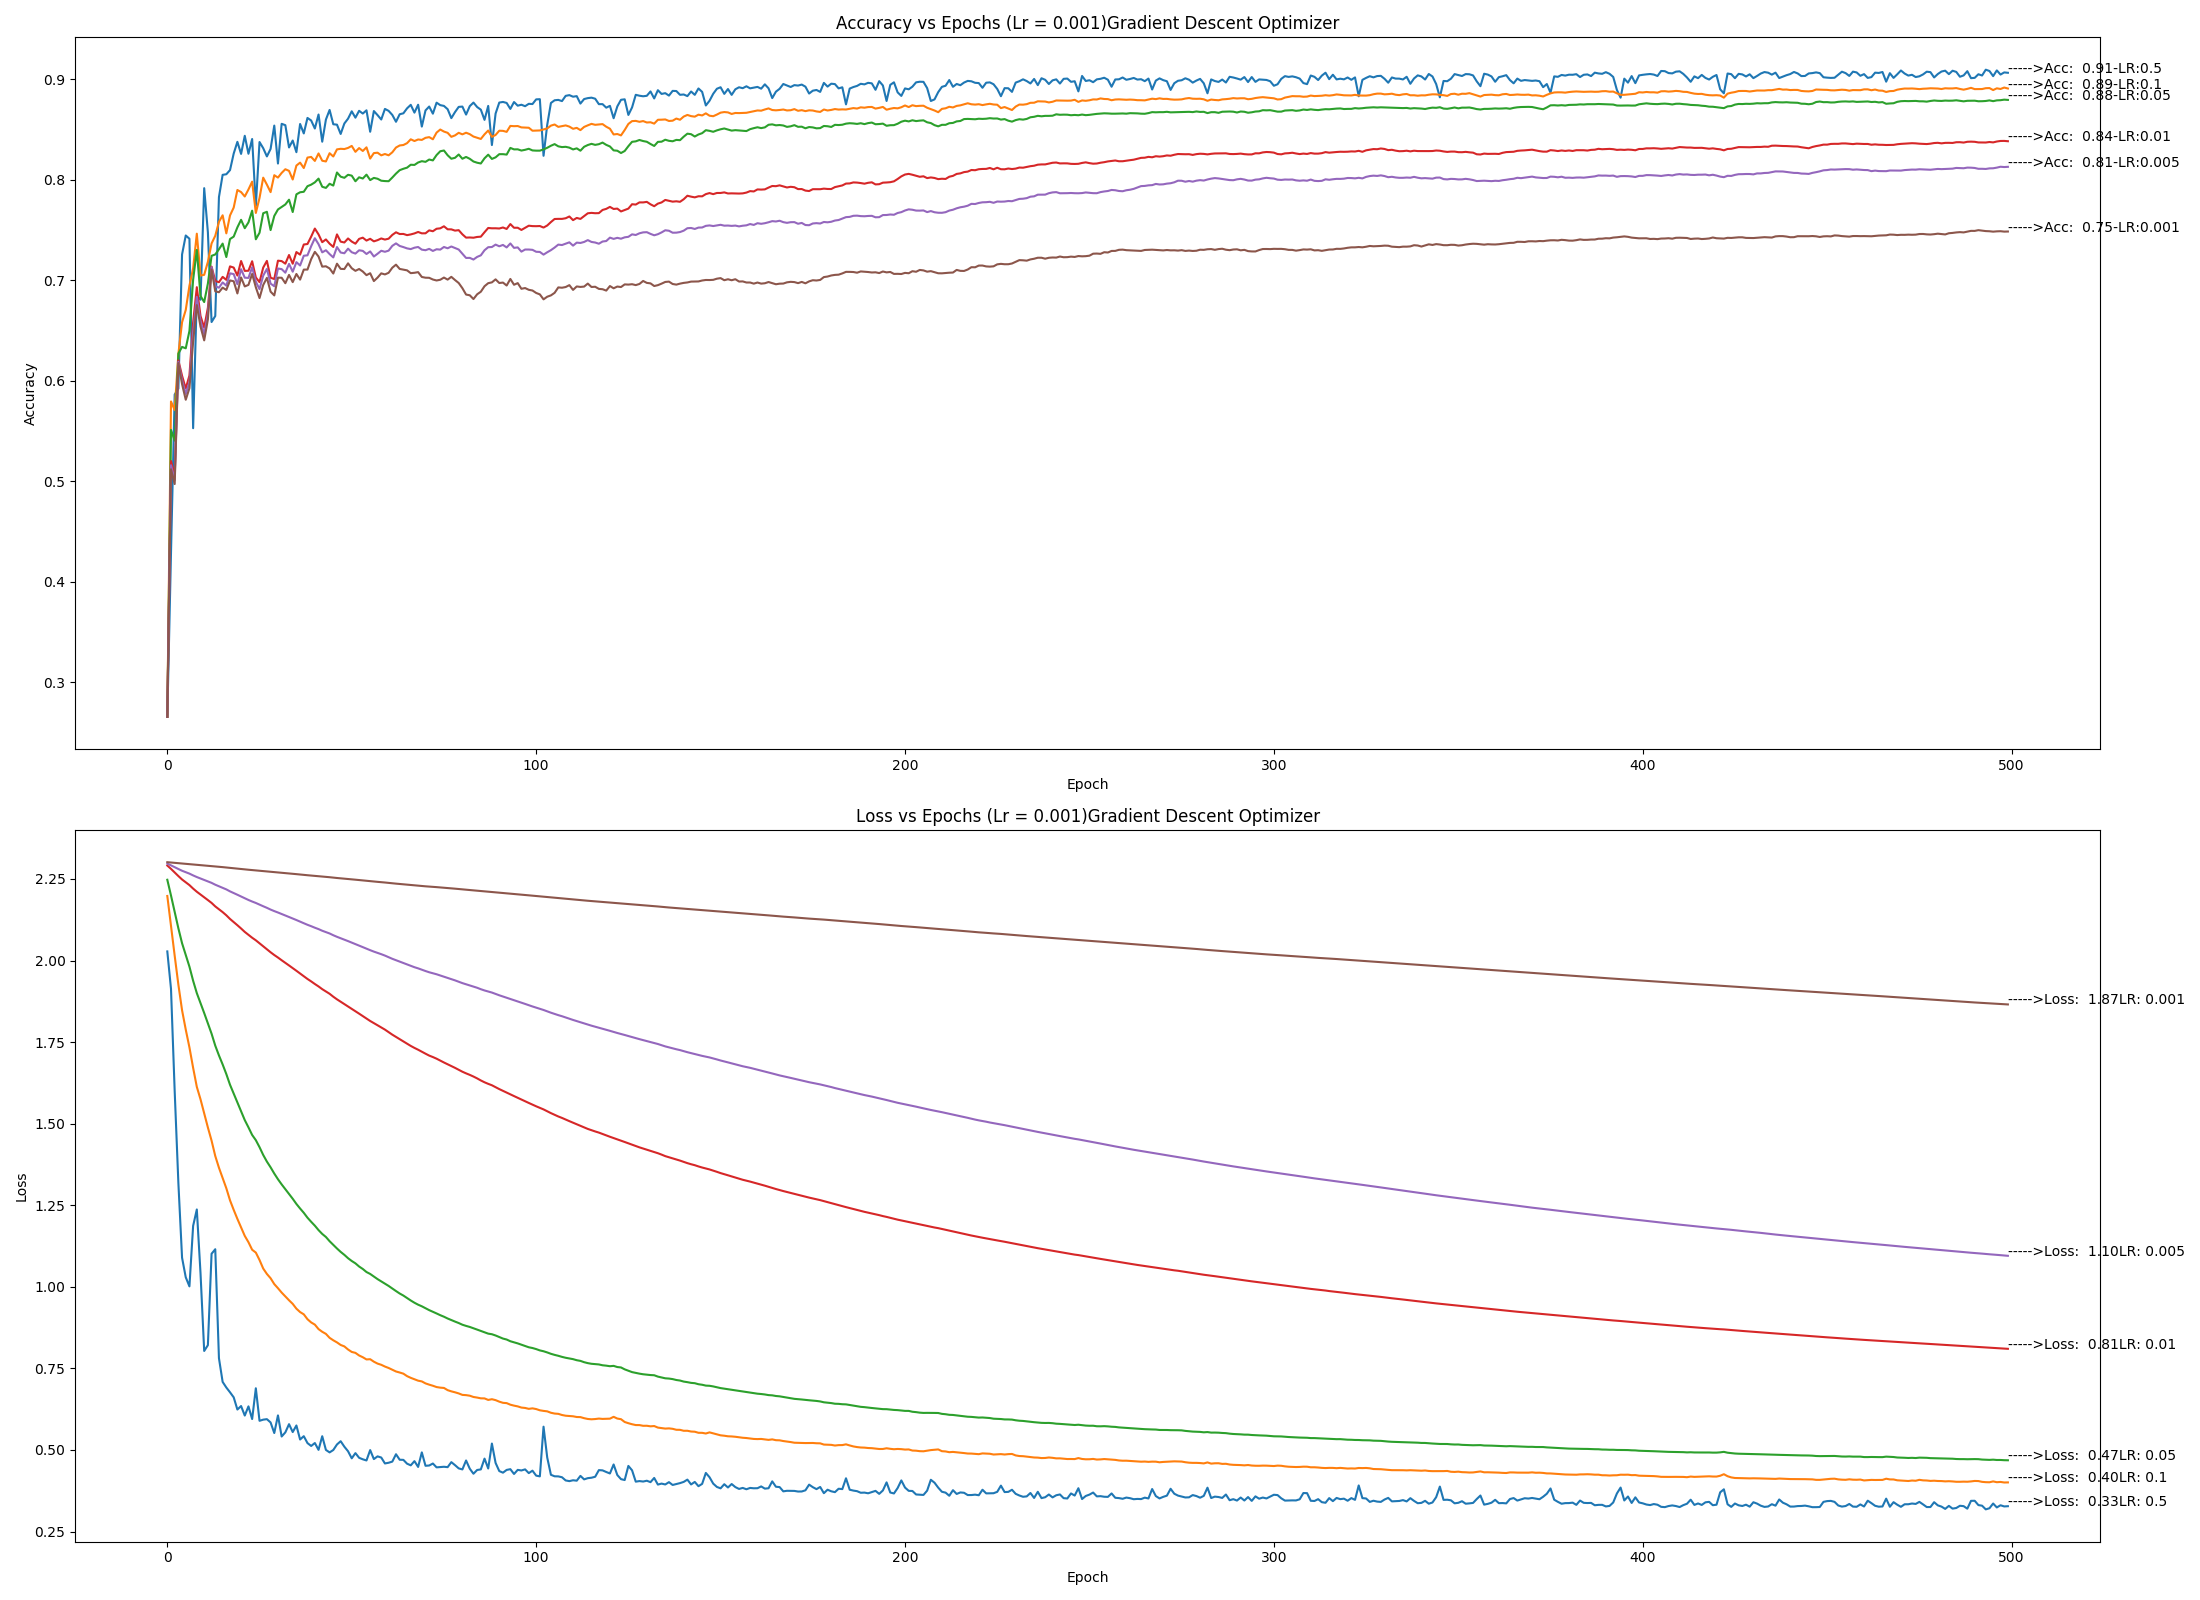 Accuracy vs Epochs (Lr = 0.001)Gradient Descent Optimizer
Accuracy
0.9
0.8
0.7
0.6
0.5
0.4
0.3
----->Acc:  0.91-LR:0.5
----->Acc:  0.89-LR:0.1
----->Acc:  0.88-LR:0.05
----->Acc:  0.84-LR:0.01
----->Acc:  0.81-LR:0.005
----->Acc:  0.75-LR:0.001
0 100 200 300 400 500
Epoch
Loss vs Epochs (Lr = 0.001)Gradient Descent Optimizer
Loss
2.25
2.00
1.75
1.50
1.25
1.00
0.75
0.50
0.25
----->Loss:  1.87LR: 0.001
----->Loss:  1.10LR: 0.005
----->Loss:  0.81LR: 0.01
----->Loss:  0.47LR: 0.05
----->Loss:  0.40LR: 0.1
----->Loss:  0.33LR: 0.5
0 100 200 300 400 500
Epoch